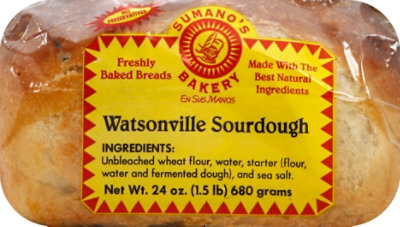 No
PRESERVATIVES
SUMANO'S
BAKERY
EN SUS MANOS
Freshly
Baked Breads
Made With The
Best Natural
Ingredients
Watsonville Sourdough
INGREDIENTS:
Unbleached wheat flour, water, starter (flour,
water and fermented dough), and sea salt.
Net Wt. 24 oz. (1.5 lb) 680 grams